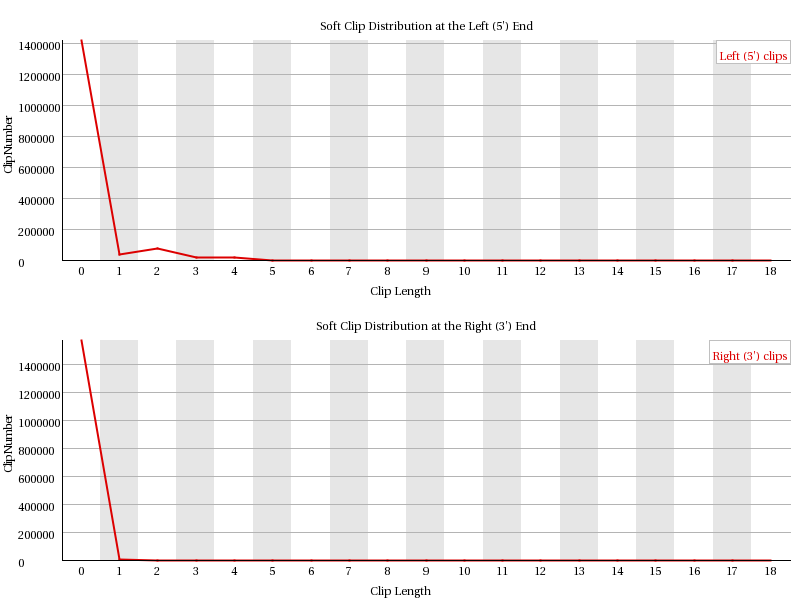 Soft Clip Distribution at the Left (5') End
1400000
Left (5') clips
1200000
1000000
800000
600000
400000
200000
0
ClipNumber
0 1 2 3 4 5 6 7 8 9 10 11 12 13 14 15 16 17 18
Clip Length
Soft Clip Distribution at the Right (3') End
Right (3') clips
1400000
1200000
1000000
800000
600000
400000
200000
0
ClipNumber
0 1 2 3 4 5 6 7 8 9 10 11 12 13 14 15 16 17 18
Clip Length